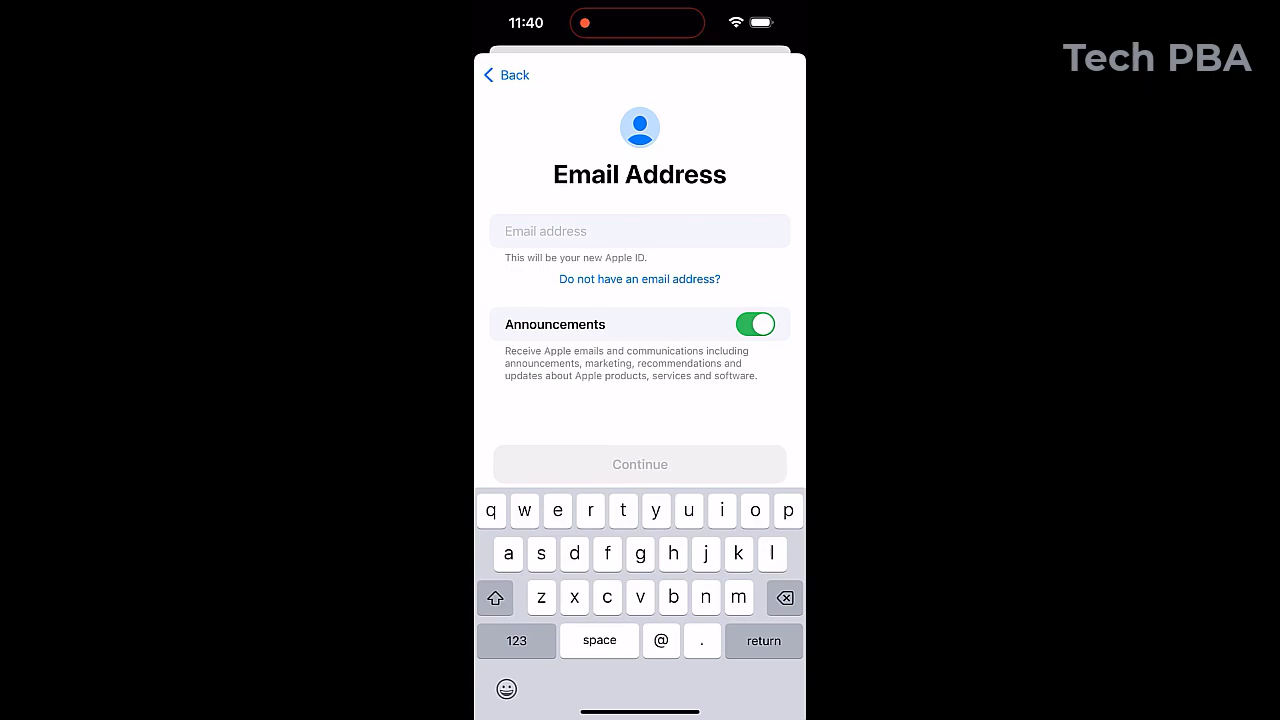 11:40
Tech PBA
Back
Email Address
Email address
This will be your new Apple ID.
Do not have an email address?
Announcements
Receive Apple emails and communications including
announcements, marketing, recommendations and
updates about Apple products, services and software.
Continue
q w e r t y u i o p
a s d f g h j k l
z x c v b n m
123 space @ . return